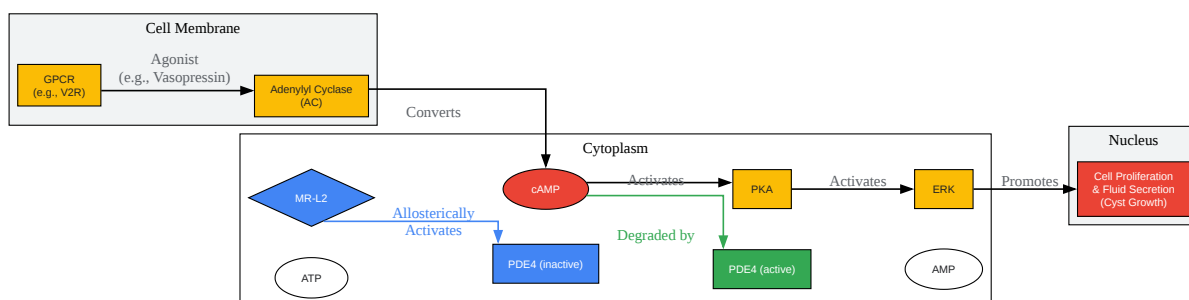 Cell Membrane
GPCR
(e.g., V2R)
Agonist
(e.g., Vasopressin)
Adenylyl Cyclase
(AC)
Converts
Cytoplasm
MR-L2
Allosterically
Activates
PDE4 (inactive)
cAMP
Activates
PKA
Activates
ERK
Promotes
Degraded by
PDE4 (active)
ATP
AMP
Nucleus
Cell Proliferation
& Fluid Secretion
(Cyst Growth)